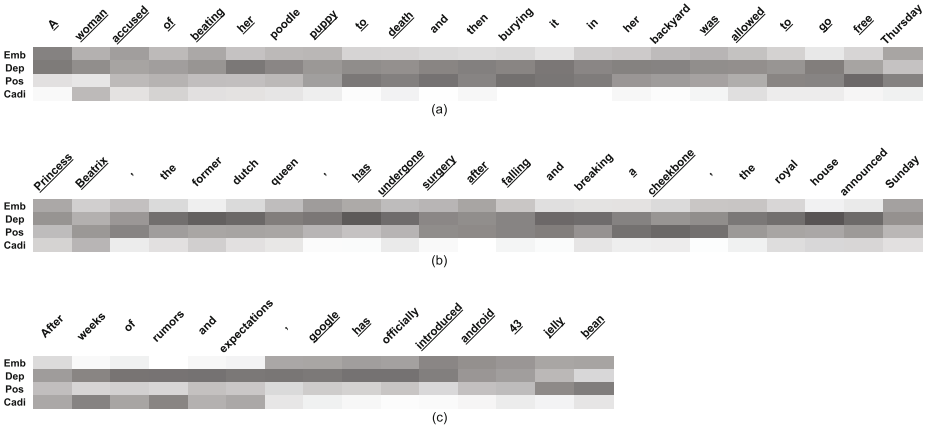 A woman accused of beating her poodle puppy to death and then burying it in her backyard was allowed to go free Thursday
Emb
Dep
Pos
Cadi
(a)
Princess Beatrix , the former dutch queen , has undergone surgery after falling and breaking a cheekbone , the royal house announced Sunday
Emb
Dep
Pos
Cadi
(b)
After weeks of rumors and expectations , google has officially introduced android 43 jelly bean
Emb
Dep
Pos
Cadi
(c)